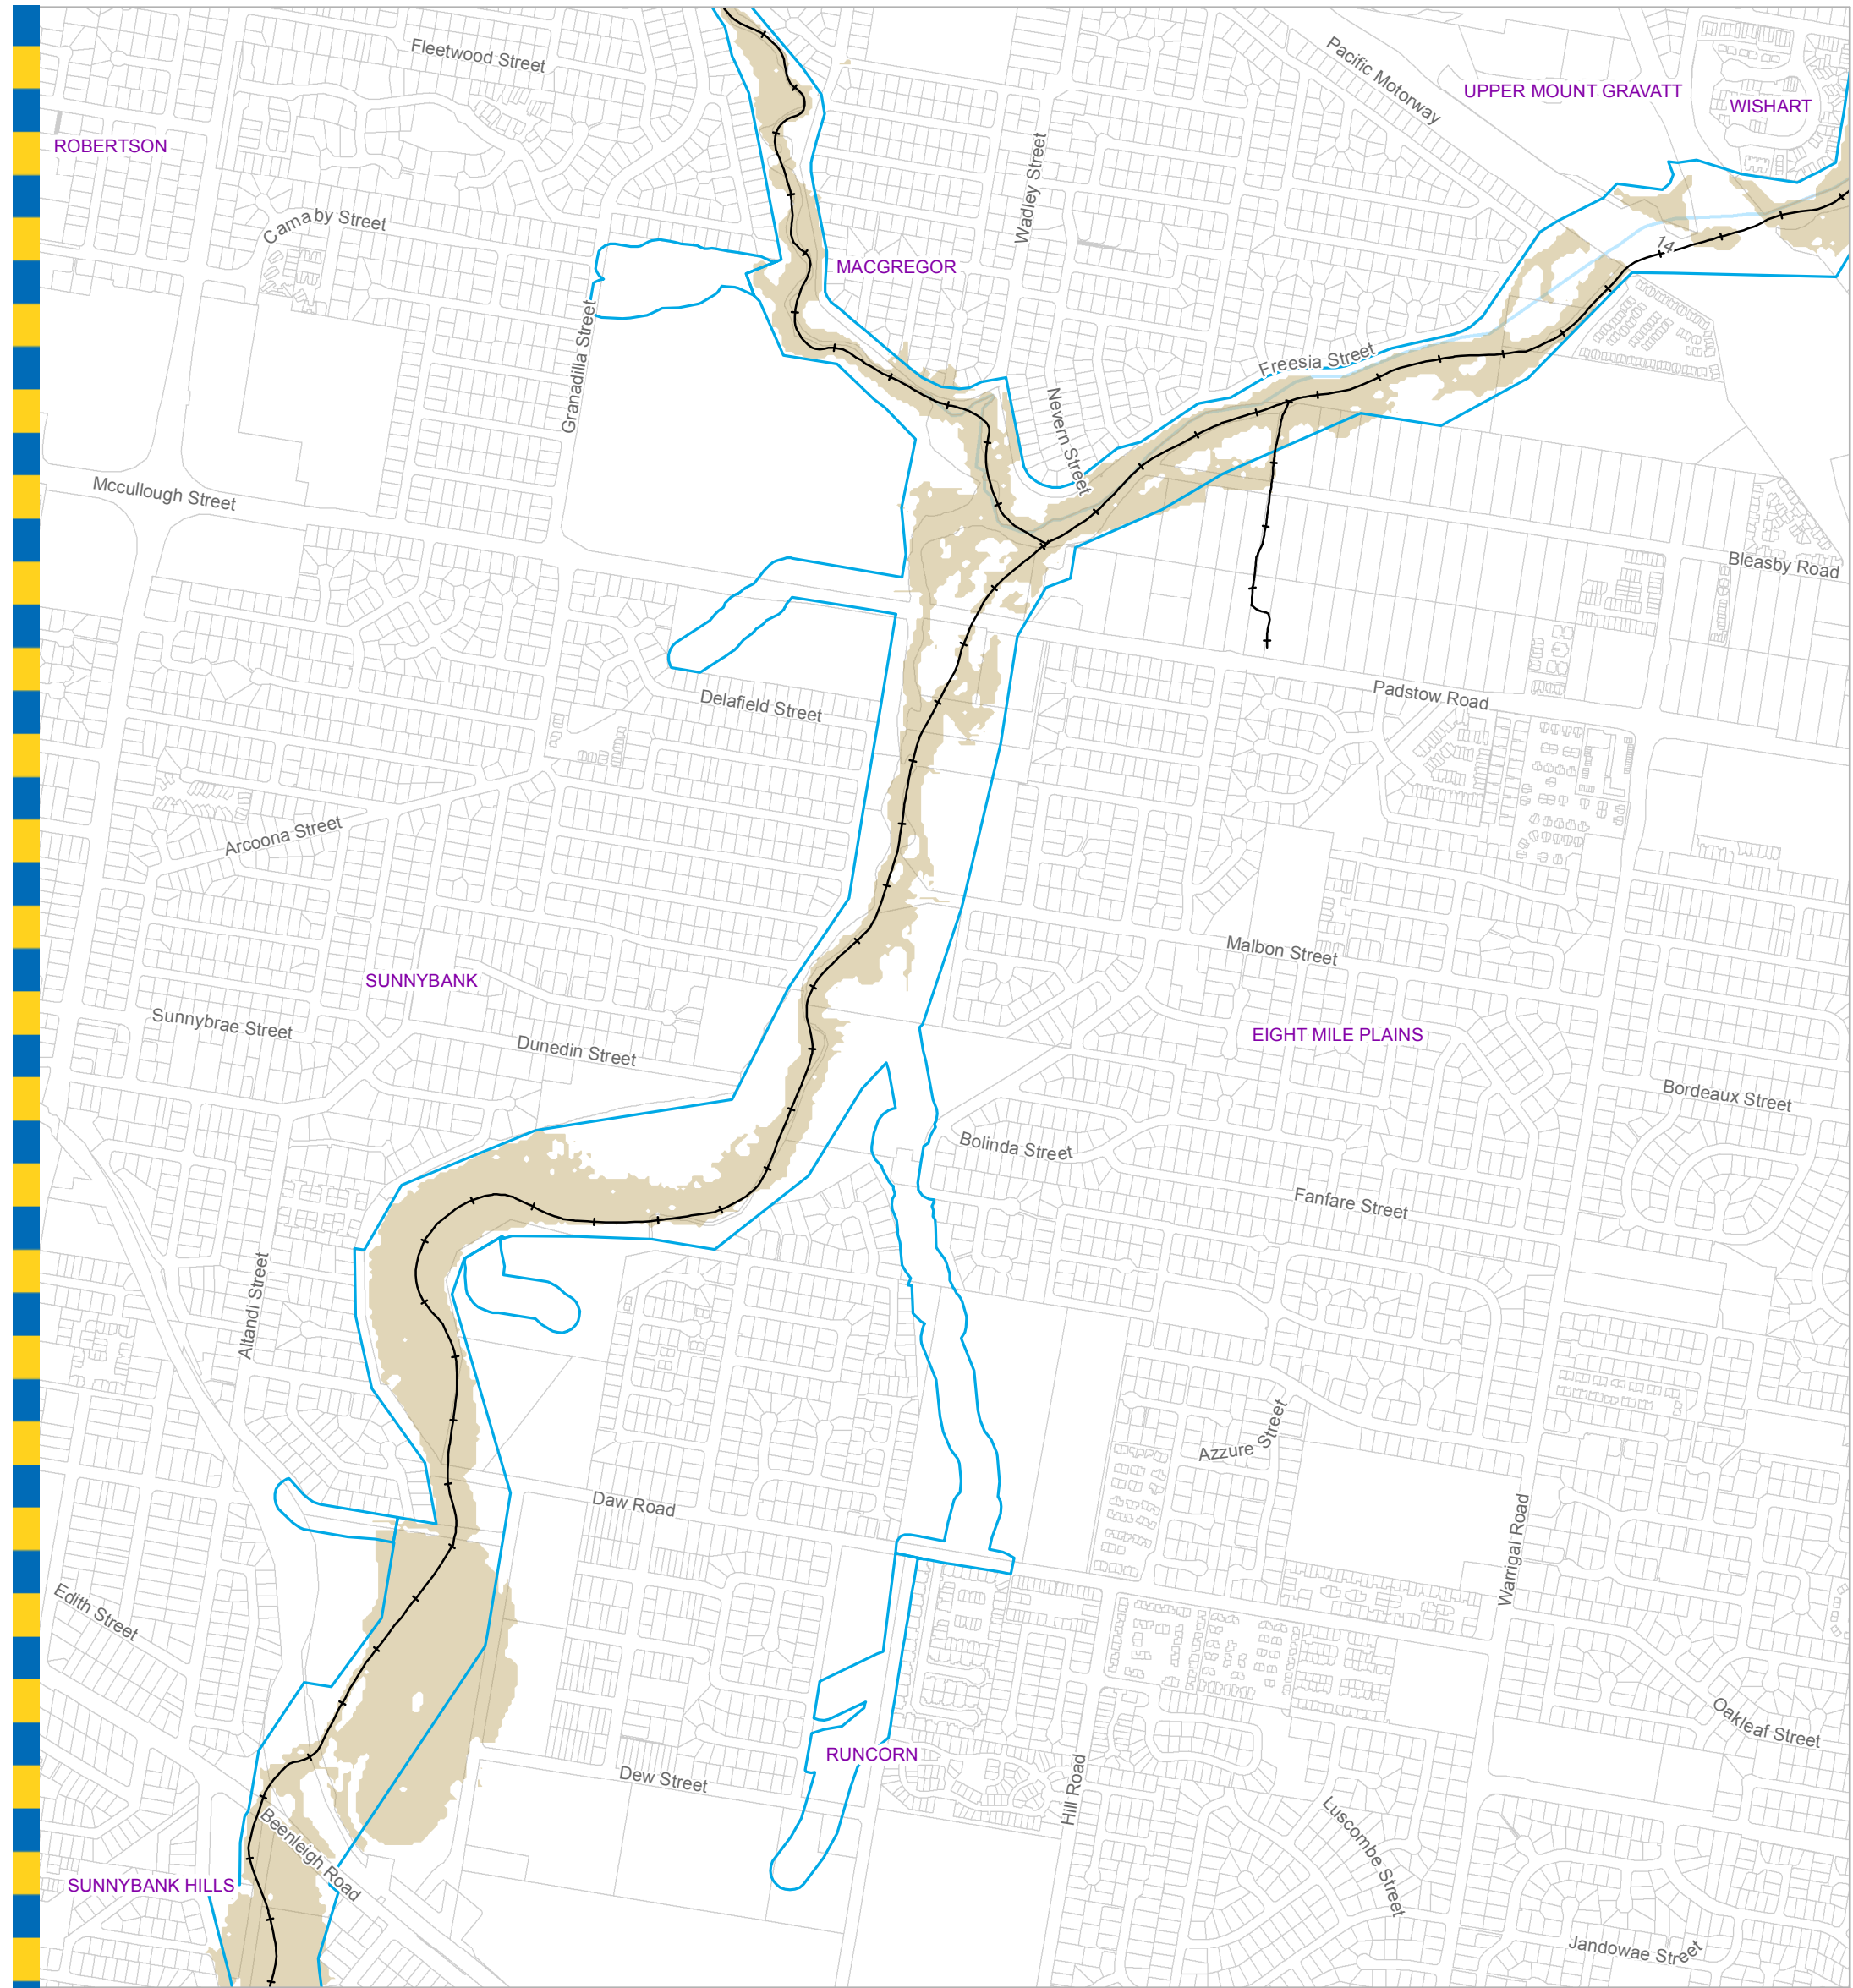 Fleetwood Street
Pacific Motorway
UPPER MOUNT GRAVATT
WISHART
ROBERTSON
Wadley Street
Carnaby Street
14
MACGREGOR
Granadilla Street
Freesia Street
Nevern Street
Mccullough Street
Bleasby Road
Delafield Street
Padstow Road
Arcoona Street
Malbon Street
SUNNYBANK
Sunnybrae Street
Dunedin Street
EIGHT MILE PLAINS
Bordeaux Street
Bolinda Street
Fanfare Street
Altandi Street
Azzure Street
Daw Road
Warrigal Road
Edith Street
Oakleaf Street
RUNCORN
Dew Street
Hill Road
Luscombe Street
Beenleigh Road
SUNNYBANK HILLS
Jandowae Street